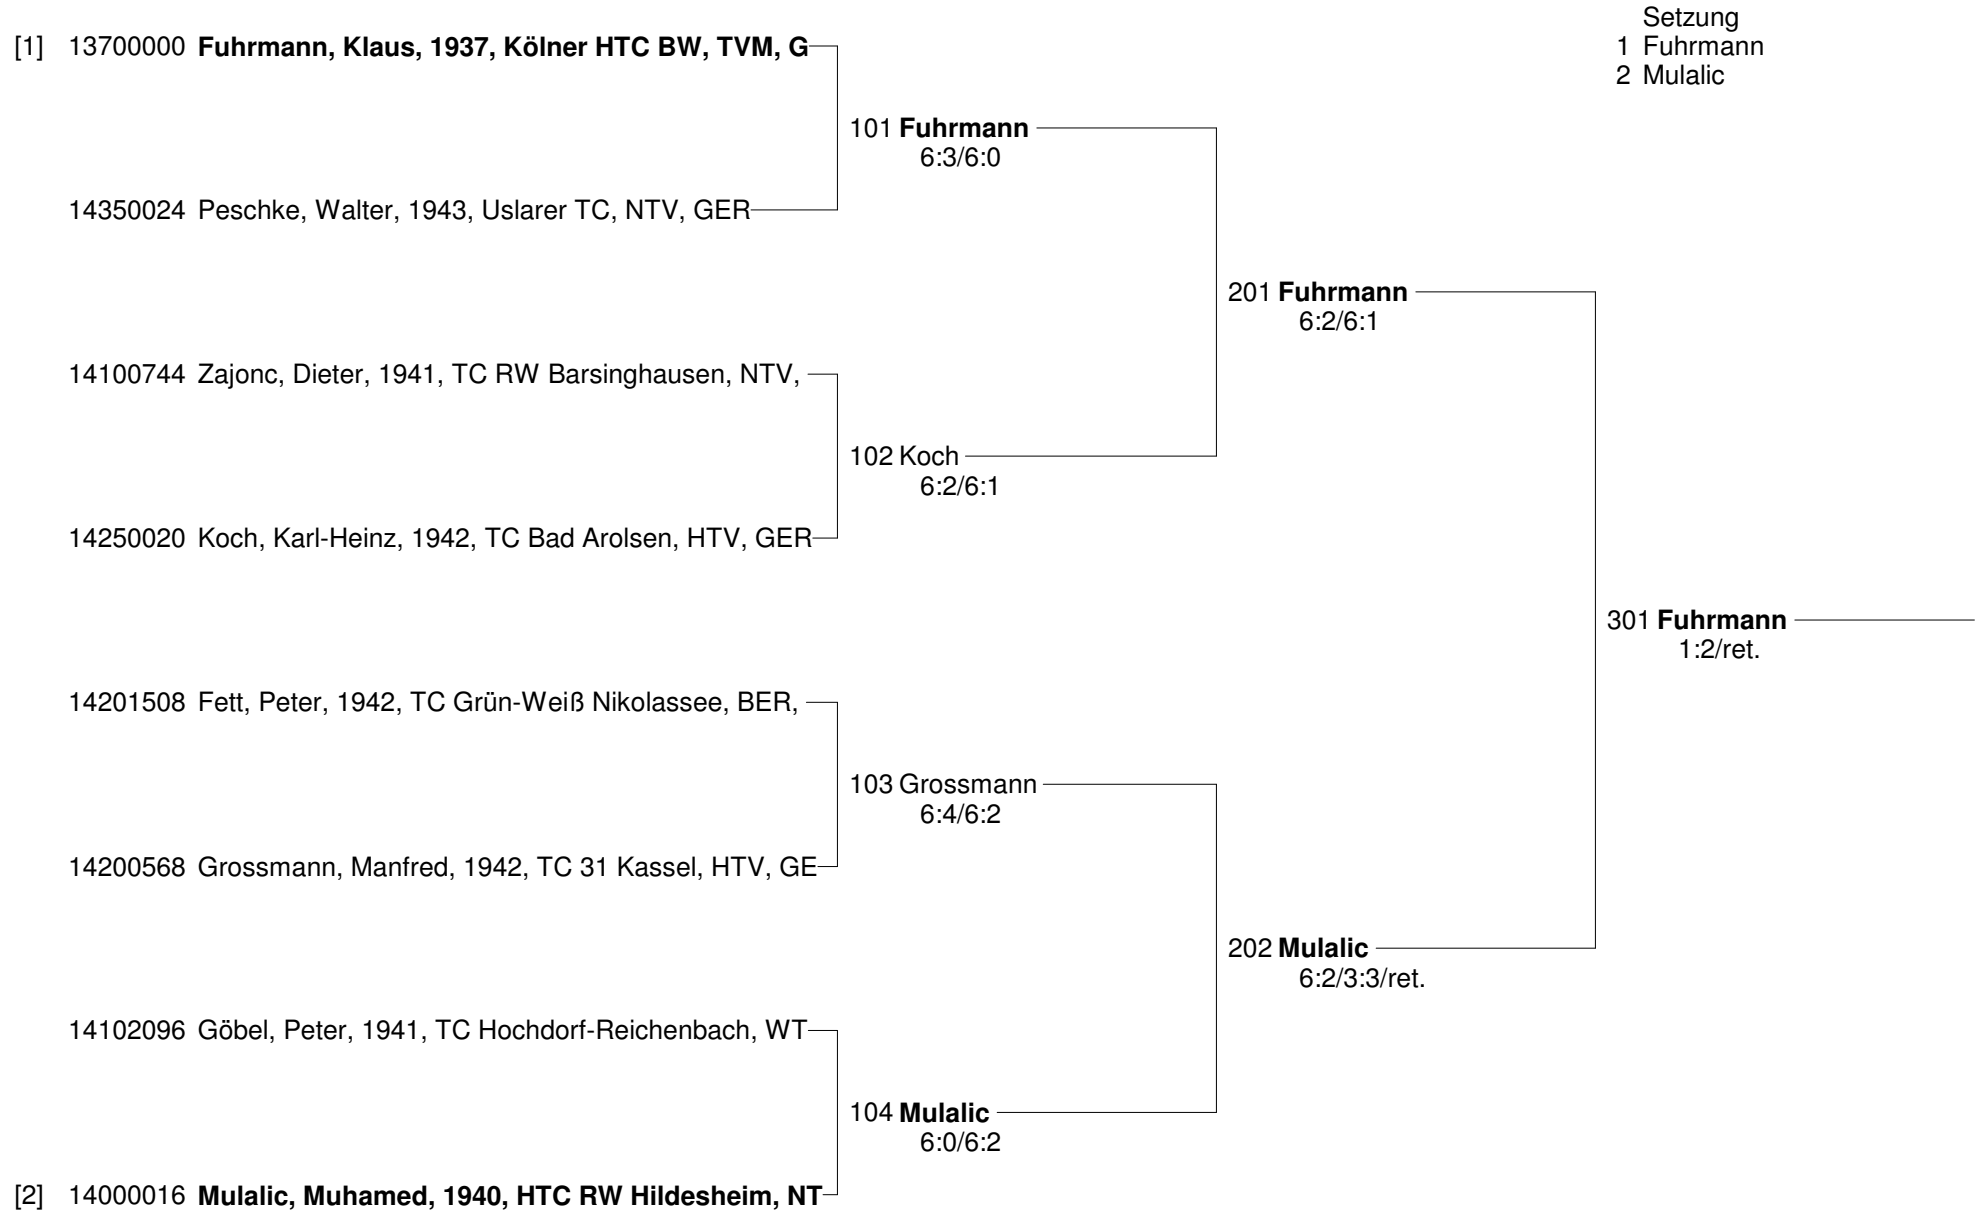 Setzung
1 Fuhrmann
2 Mulalic
[1] 13700000 Fuhrmann, Klaus, 1937, Kölner HTC BW, TVM, G
101 Fuhrmann
6:3/6:0
14350024 Peschke, Walter, 1943, Uslarer TC, NTV, GER
201 Fuhrmann
6:2/6:1
14100744 Zajonc, Dieter, 1941, TC RW Barsinghausen, NTV,
102 Koch
6:2/6:1
14250020 Koch, Karl-Heinz, 1942, TC Bad Arolsen, HTV, GER
301 Fuhrmann
1:2/ret.
14201508 Fett, Peter, 1942, TC Grün-Weiß Nikolassee, BER,
103 Grossmann
6:4/6:2
14200568 Grossmann, Manfred, 1942, TC 31 Kassel, HTV, GE
202 Mulalic
6:2/3:3/ret.
14102096 Göbel, Peter, 1941, TC Hochdorf-Reichenbach, WT
104 Mulalic
6:0/6:2
[2] 14000016 Mulalic, Muhamed, 1940, HTC RW Hildesheim, NT